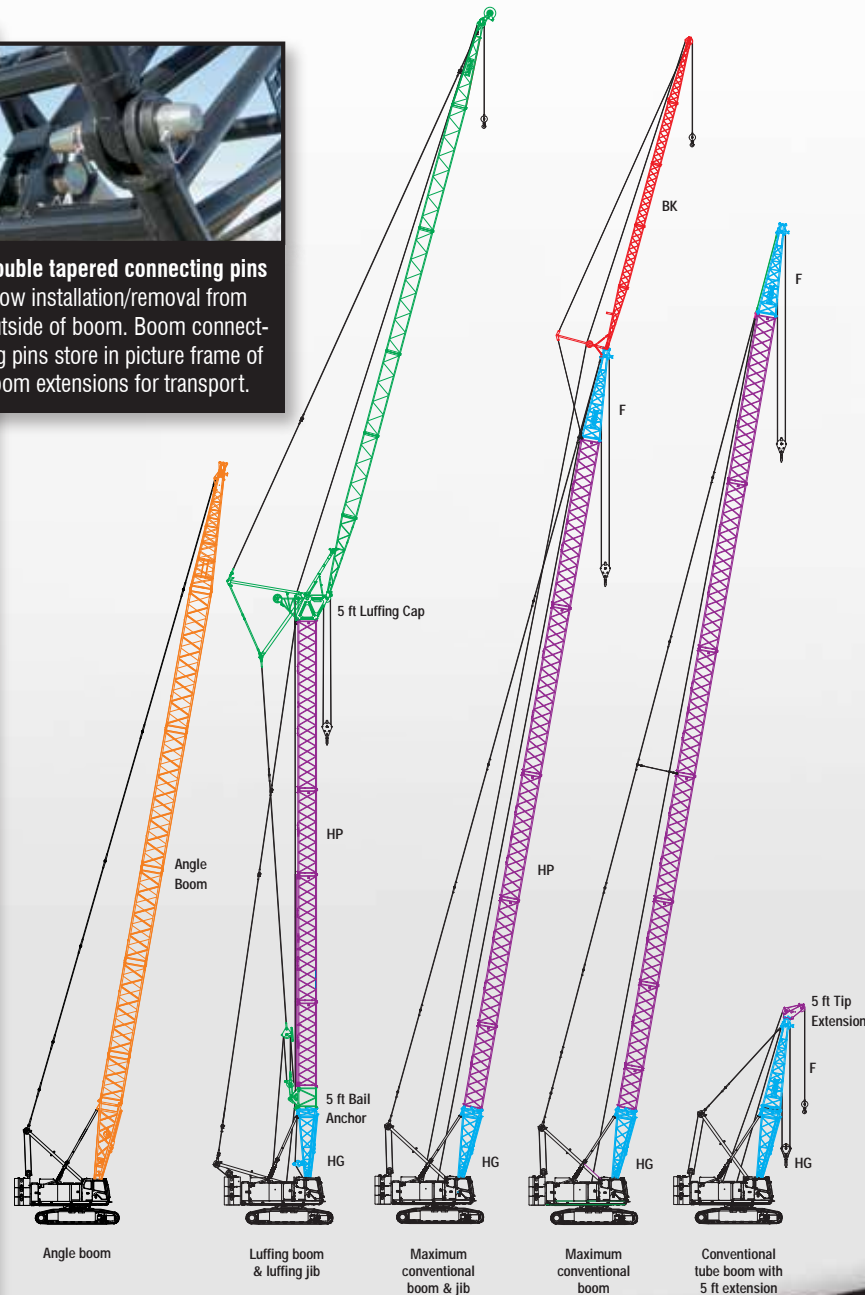 ouble tapered connecting pins
ow installation/removal from
utside of boom. Boom connect-
g pins store in picture frame of
oom extensions for transport.
BK
F
F
5 ft Luffing Cap
HP
Angle
Boom
HP
5 ft Tip
Extension
F
5 ft Bail
Anchor
HG
HG
HG
HG
Angle boom
Luffing boom
& luffing jib
Maximum
conventional
boom & jib
Maximum
conventional
boom
Conventional
tube boom with
5 ft extension